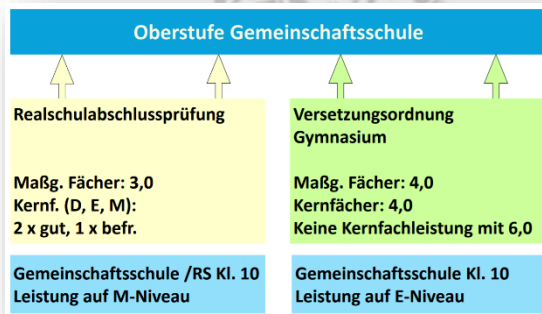 Oberstufe Gemeinschaftsschule
Realschulabschlussprüfung
Maßg. Fächer: 3,0
Kernf. (D, E, M):
2 x gut, 1 x befr.
Gemeinschaftsschule /RS Kl. 10
Leistung auf M-Niveau
Versetzungsordnung
Gymnasium
Maßg. Fächer: 4,0
Kernfächer: 4,0
Keine Kernfachleistung mit 6,0
Gemeinschaftsschule Kl. 10
Leistung auf E-Niveau